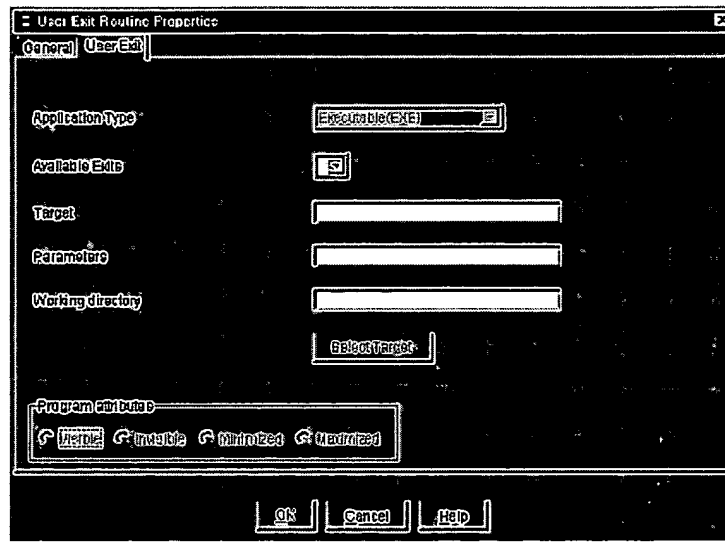 User Exit Routine Properties
General User Exit
Application Type Executable(EXE)
Available Exits
Target
Parameters
Working directory
Select Target
Program attributes
Visible Invisible Minimized Maximized
OK Cancel Help